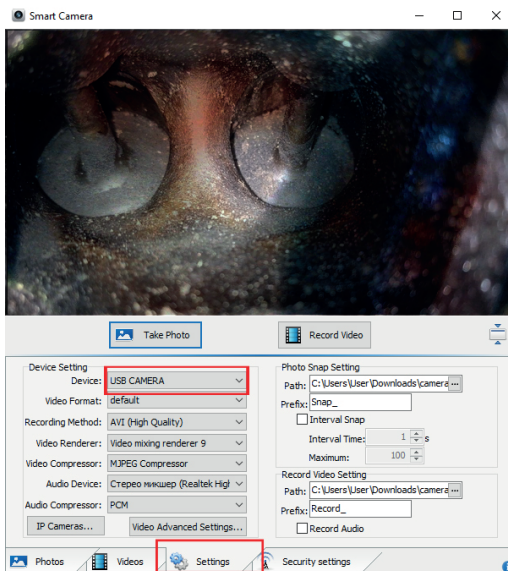 Smart Camera
Take Photo
Record Video
Device Setting
Device: USB CAMERA
Video Format: default
Recording Method: AVI (High Quality)
Video Renderer: Video mixing renderer 9
Video Compressor: MJPEG Compressor
Audio Device: Стерео микшер (Realtek Higl
Audio Compressor: PCM
IP Cameras...
Video Advanced Settings...
Photo Snap Setting
Path: C:\Users\User\Downloads\camera ...
Prefix: Snap_
Interval Snap
Interval Time: 1 s
Maximum: 100
Record Video Setting
Path: C:\Users\User\Downloads\camera ...
Prefix: Record_
Record Audio
Photos
Videos
Settings
Security settings